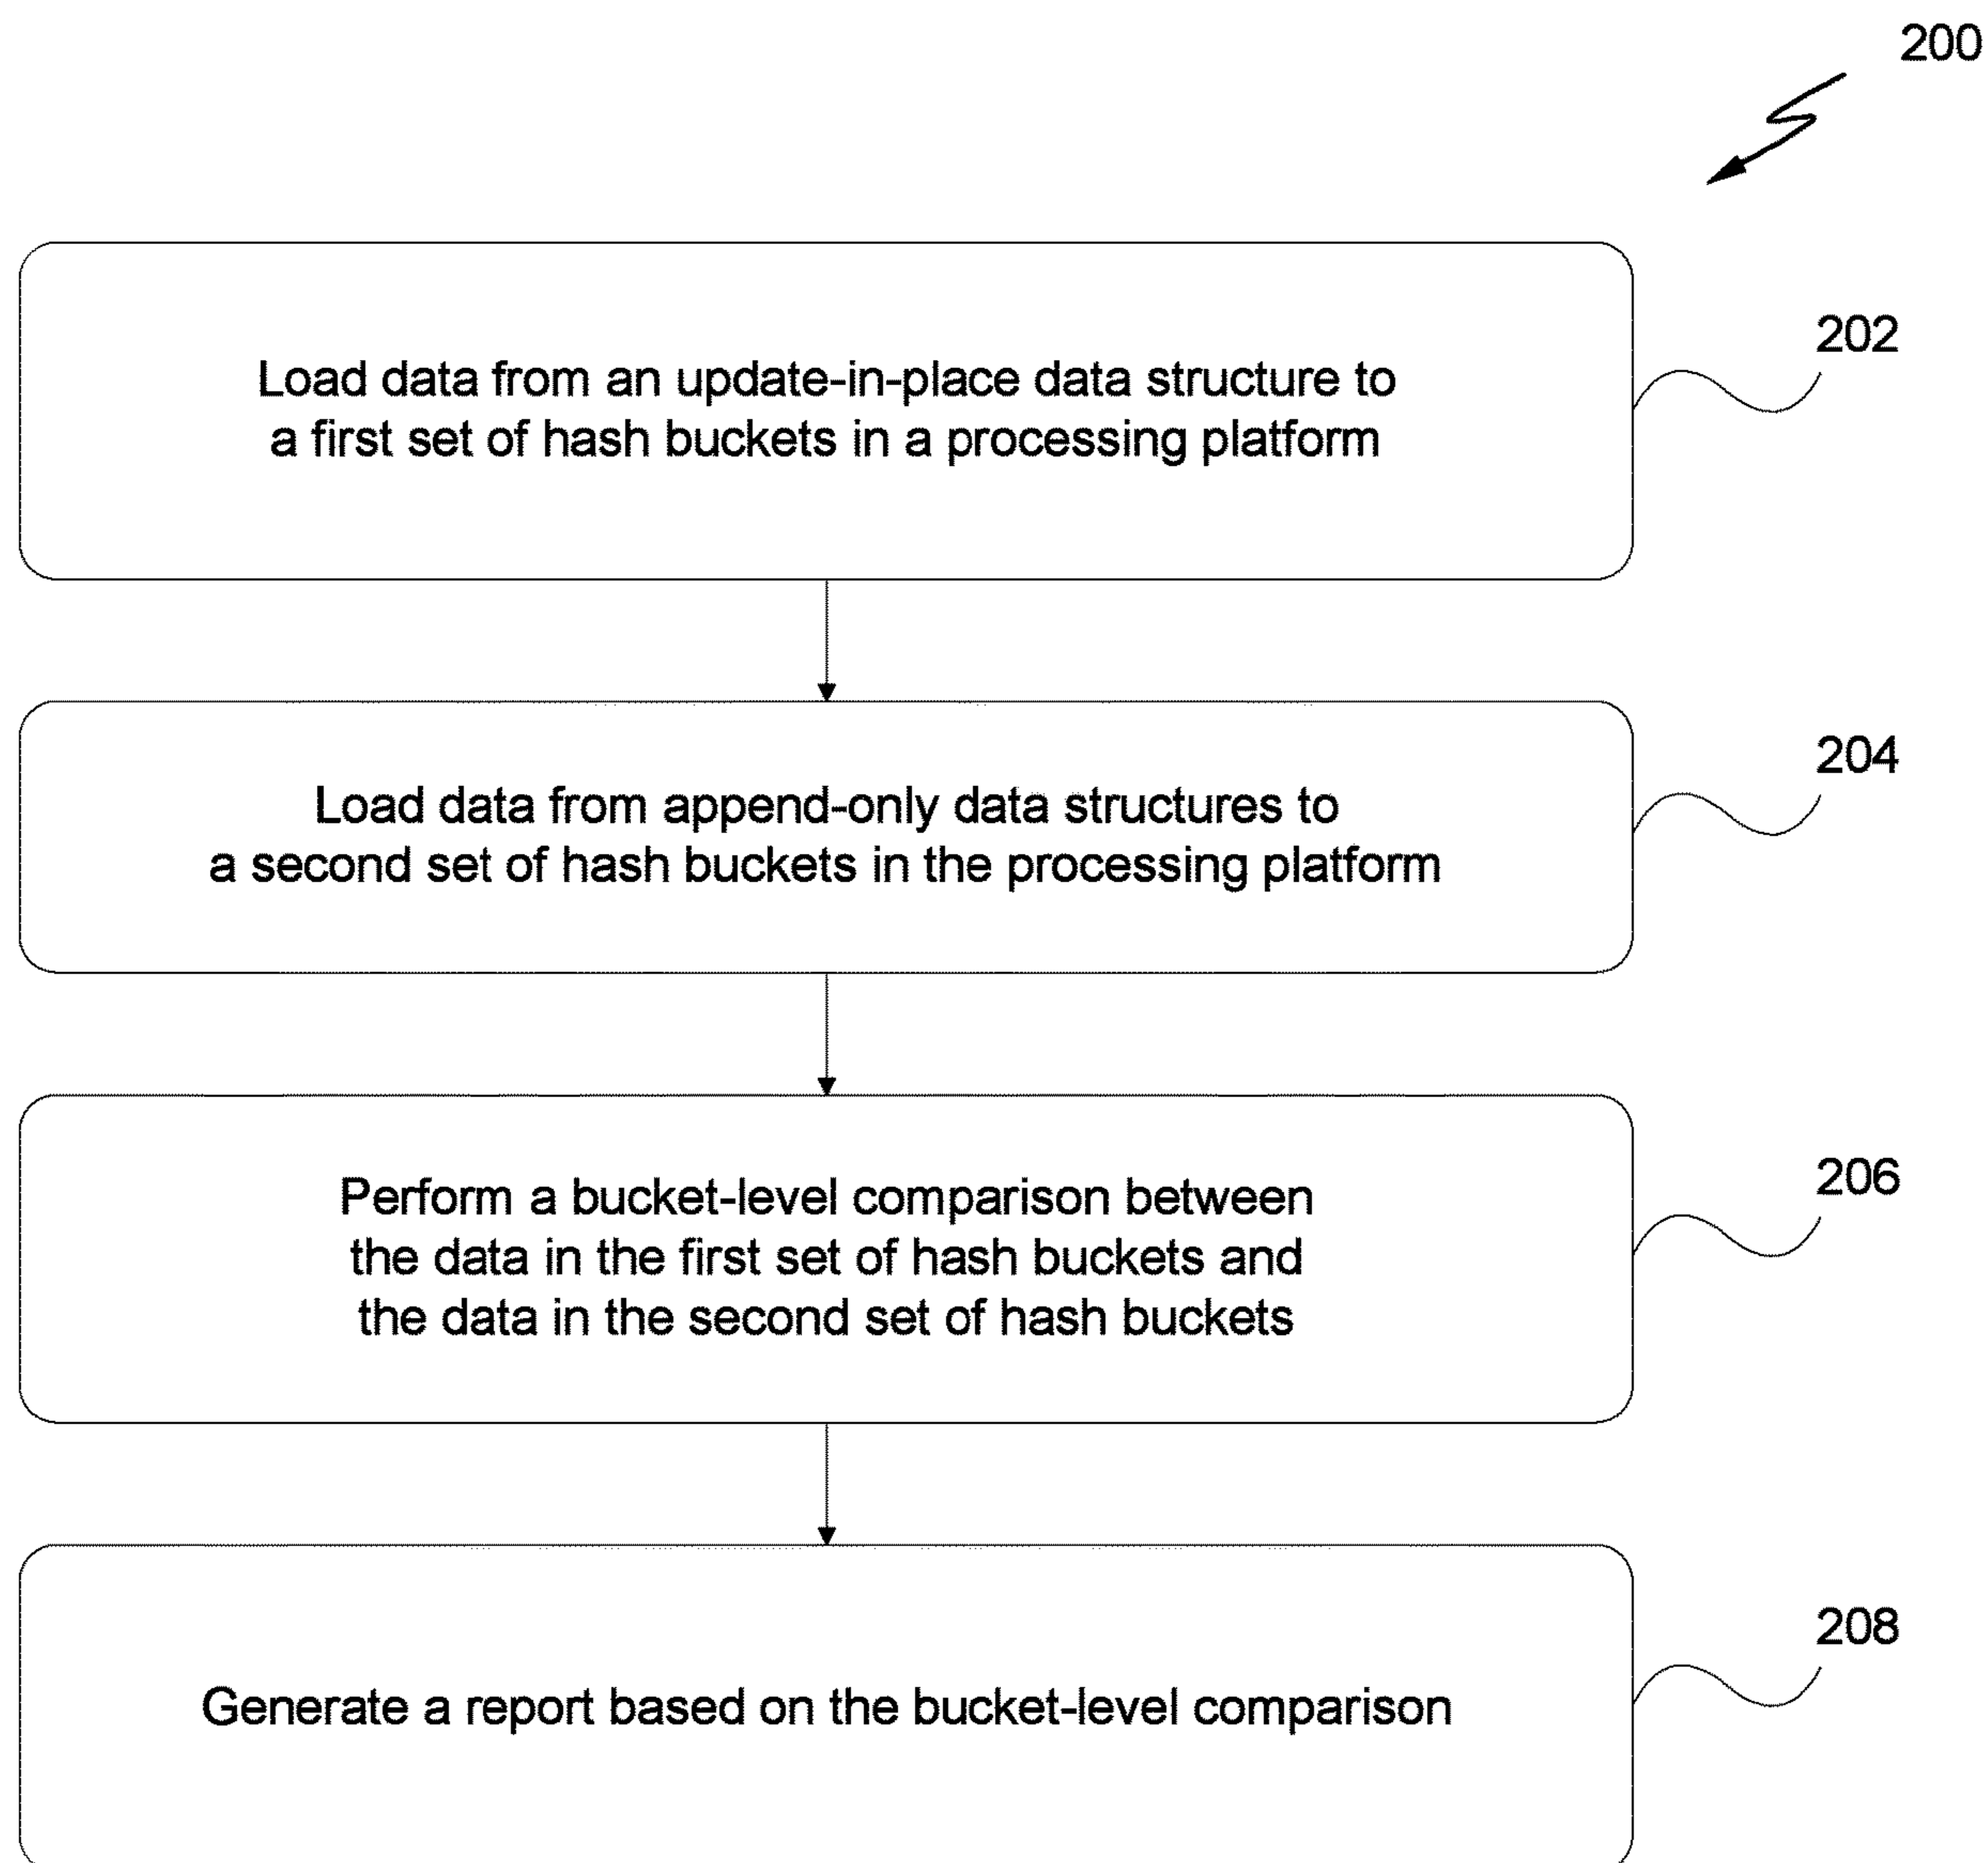 200
Load data from an update-in-place data structure to
a first set of hash buckets in a processing platform
202
Load data from append-only data structures to
a second set of hash buckets in the processing platform
204
Perform a bucket-level comparison between
the data in the first set of hash buckets and
the data in the second set of hash buckets
206
Generate a report based on the bucket-level comparison
208